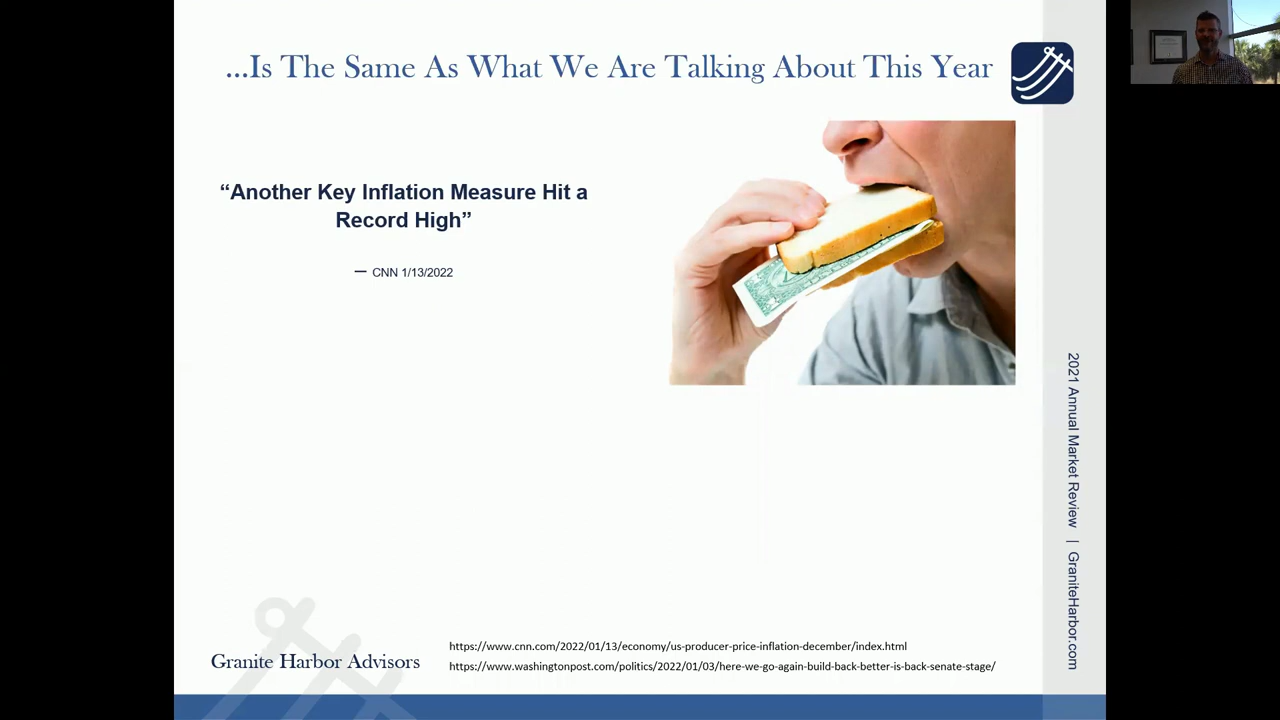 ...Is The Same As What We Are Talking About This Year
“Another Key Inflation Measure Hit a
Record High”
— CNN 1/13/2022
2021 Annual Market Review | GraniteHarbor.com
Granite Harbor Advisors
https://www.cnn.com/2022/01/13/economy/us-producer-price-inflation-december/index.html
https://www.washingtonpost.com/politics/2022/01/03/here-we-go-again-build-back-better-is-back-senate-stage/